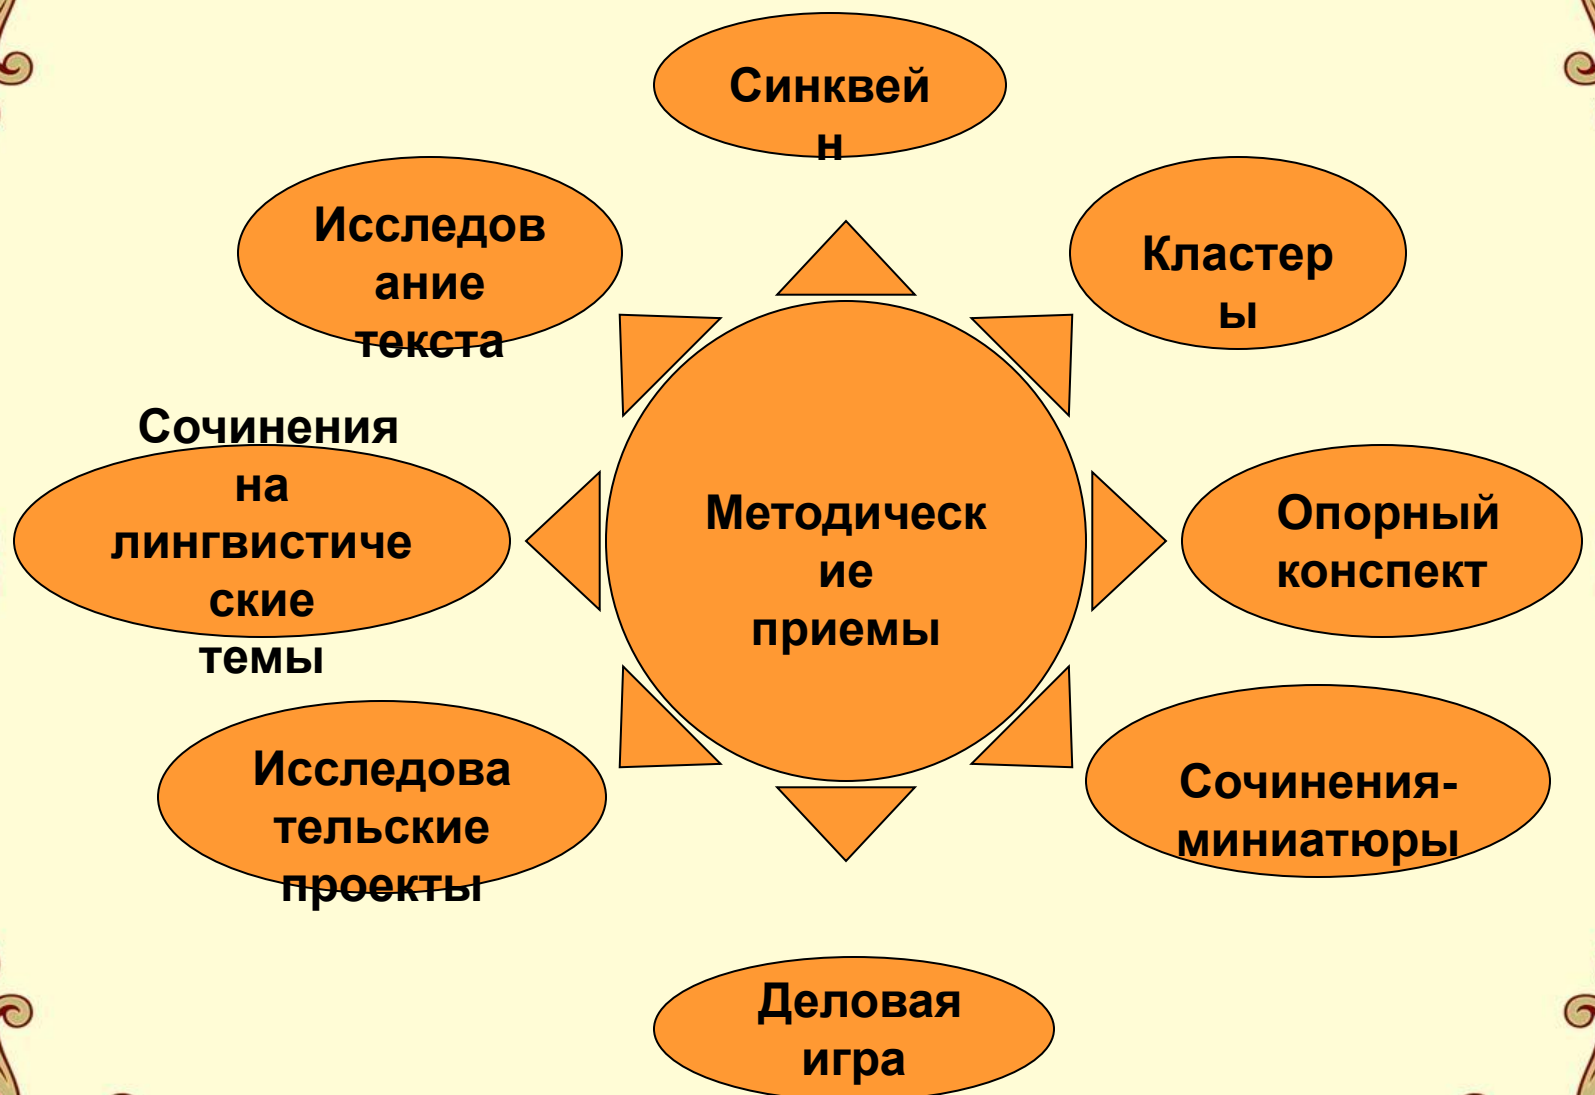 Синквей
н
Исследов
ание
текста
Кластер
ы
Сочинения
на
лингвистиче
ские
темы
Методическ
ие
приемы
Опорный
конспект
Исследова
тельские
проекты
Сочинения-
миниатюры
Деловая
игра